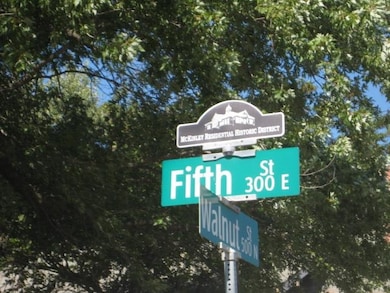 McKinley Residential Historic District
Fifth St
300 E
Walnut St
500 N